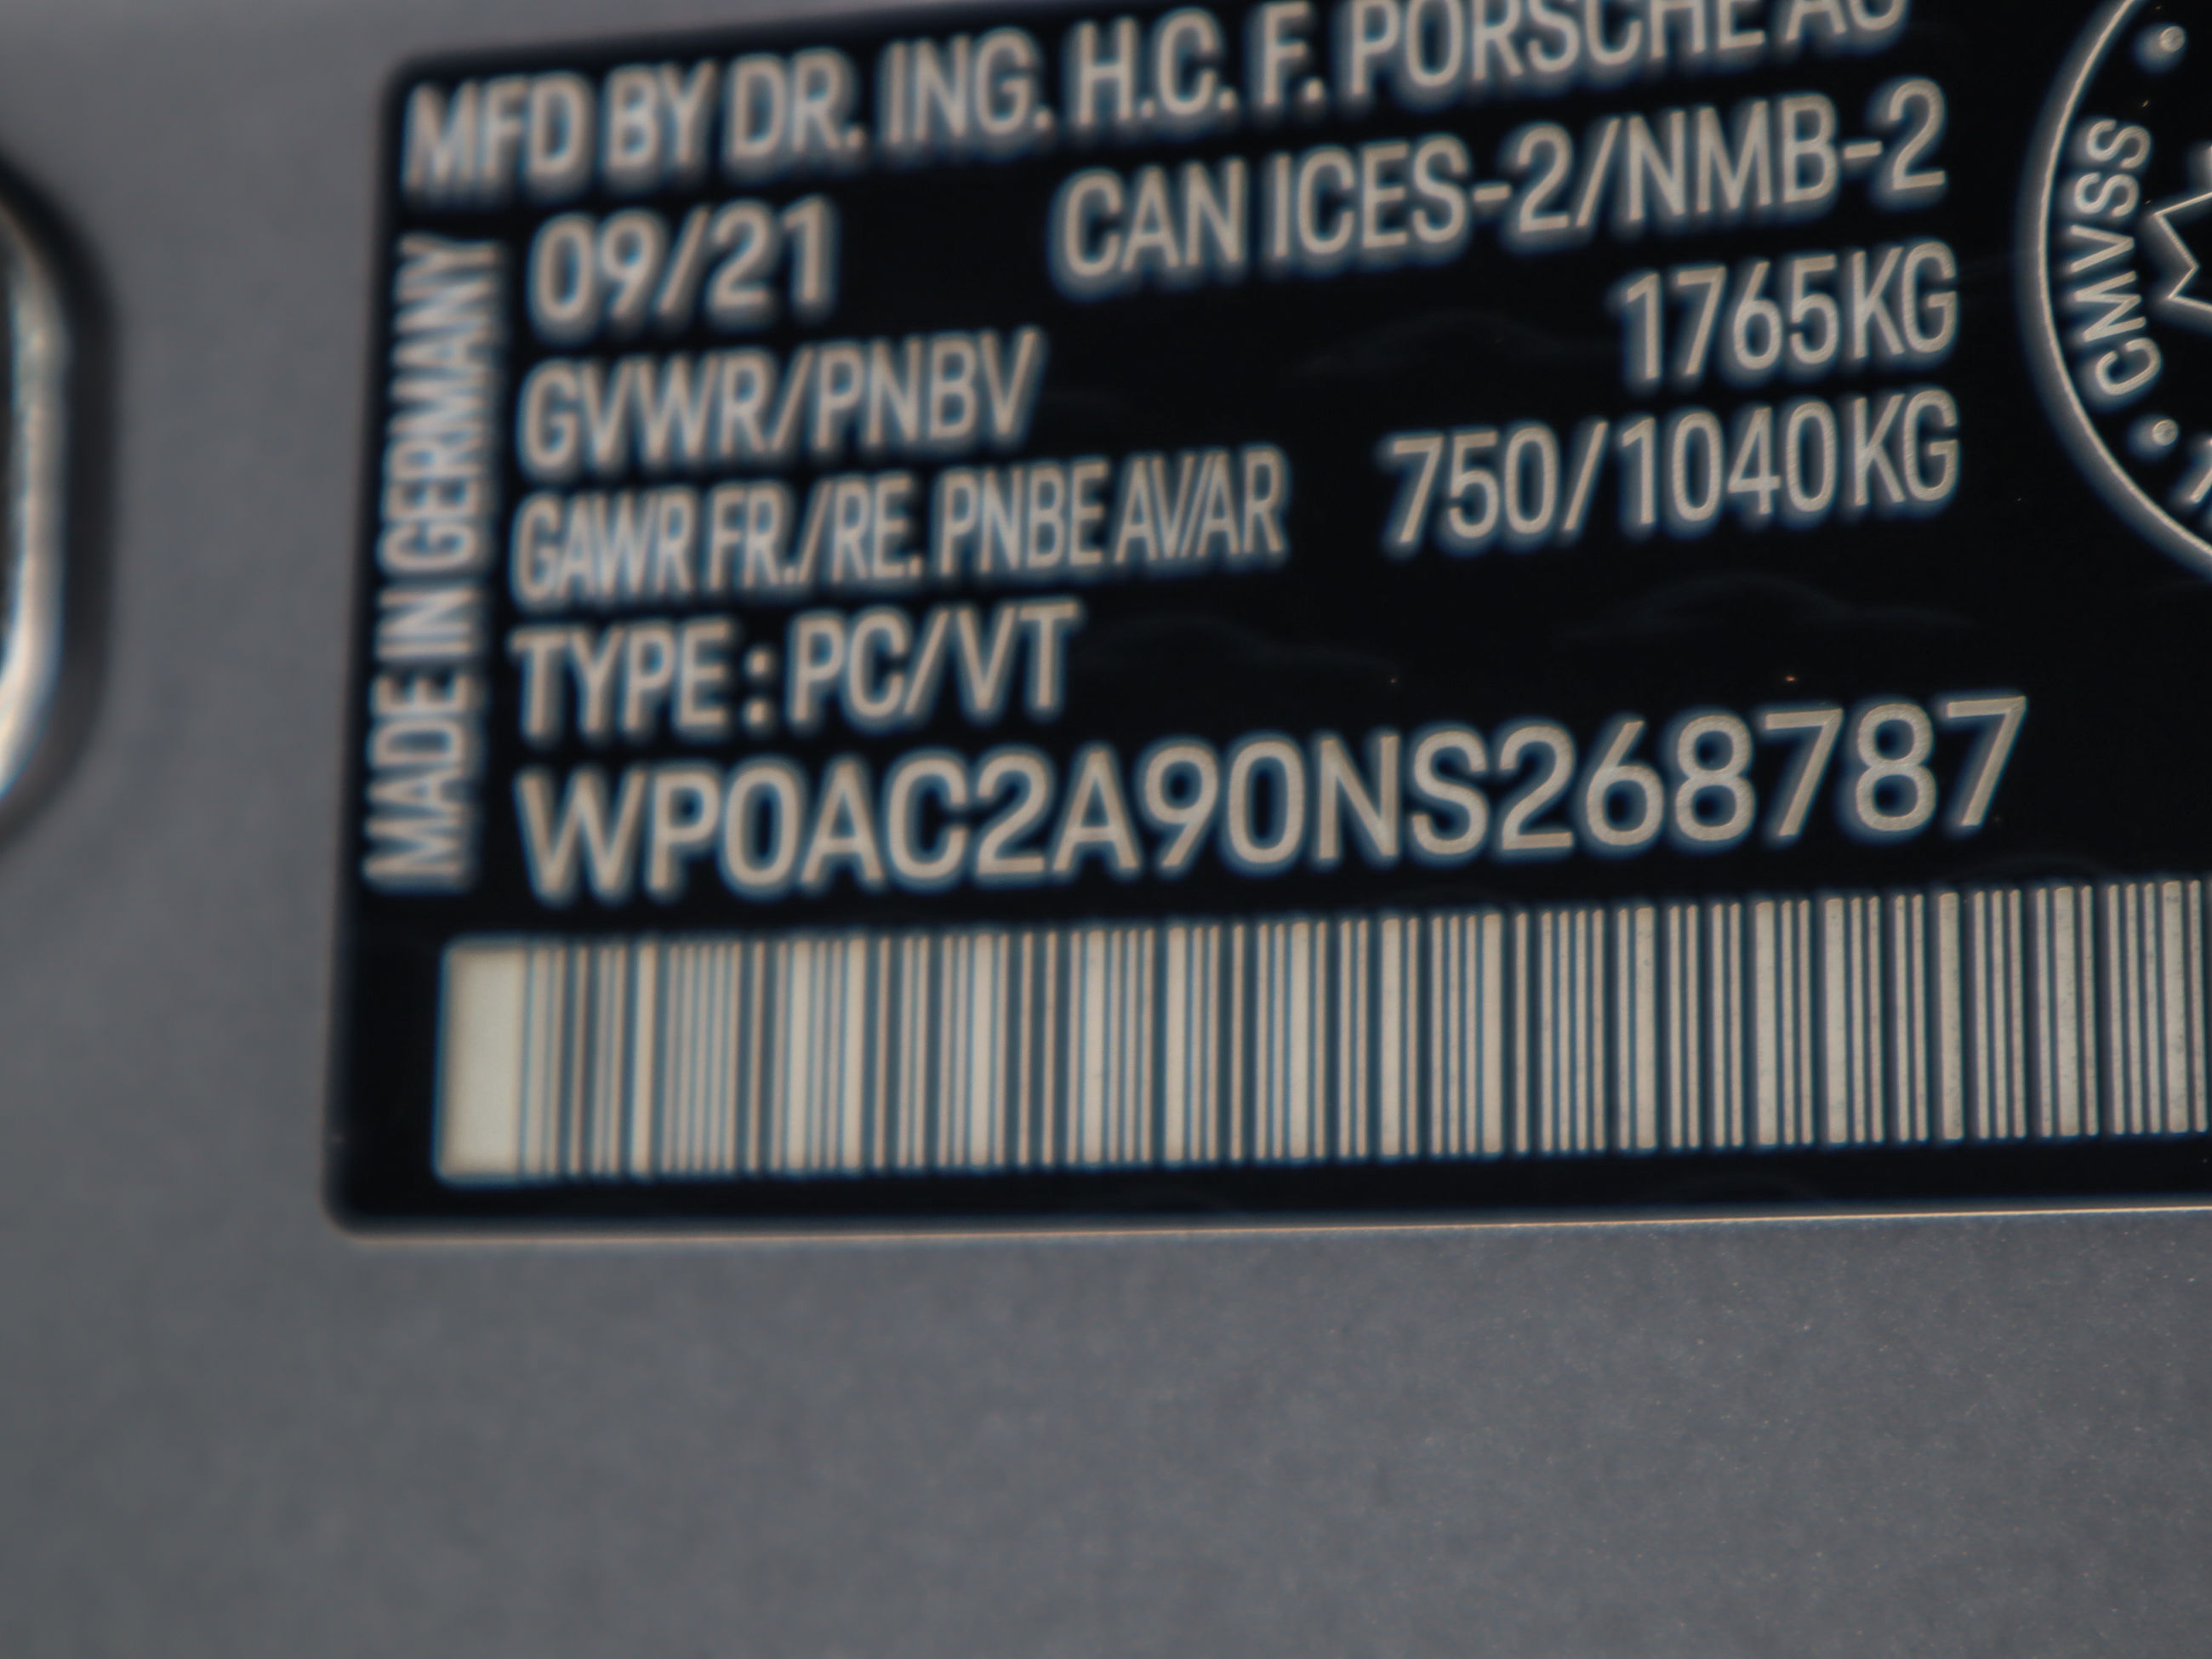 MFD BY DR. ING. H.C. F. PORSCHE AG
09/21 CAN ICES-2/NMB-2
GVWR/PNBV 1765KG
GAWR FR./RE. PNBE AV/AR 750/1040KG
TYPE : PC/VT
WP0AC2A90NS268787
MADE IN GERMANY
CMVSS